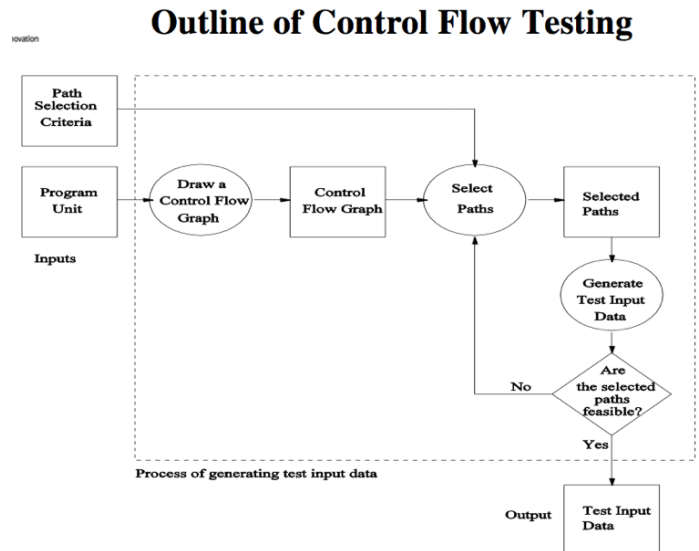 Outline of Control Flow Testing
Path
Selection
Criteria
Program
Unit
Inputs
Draw a
Control Flow
Graph
Control
Flow Graph
Select
Paths
Selected
Paths
Generate
Test Input
Data
Are
the selected
paths
feasible?
No
Yes
Process of generating test input data
Output
Test Input
Data